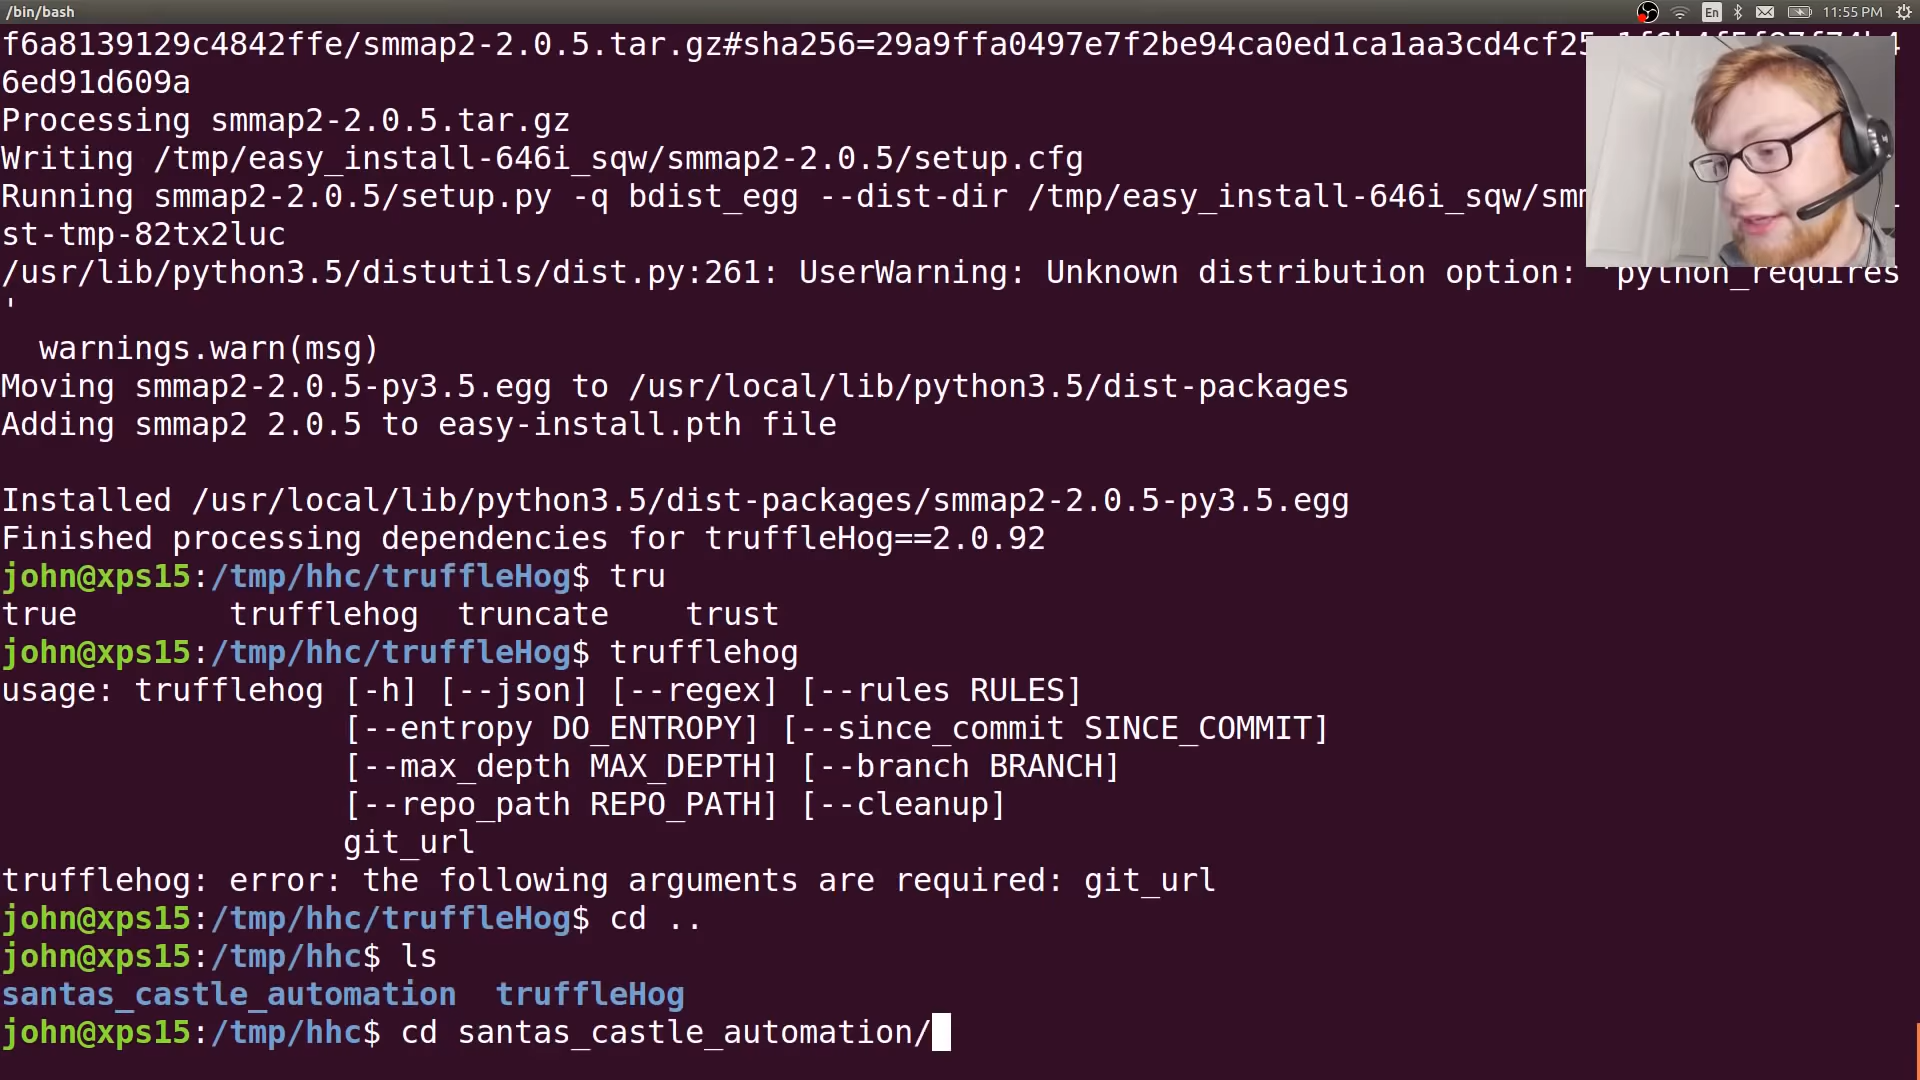 /bin/bash
En
11:55 PM
f6a8139129c4842ffe/smmap2-2.0.5.tar.gz#sha256=29a9ffa0497e7f2be94ca0ed1ca1aa3cd4cf25
6ed91d609a
Processing smmap2-2.0.5.tar.gz
Writing /tmp/easy_install-646i_sqw/smmap2-2.0.5/setup.cfg
Running smmap2-2.0.5/setup.py -q bdist_egg --dist-dir /tmp/easy_install-646i_sqw/smm
st-tmp-82tx2luc
/usr/lib/python3.5/distutils/dist.py:261: UserWarning: Unknown distribution option: 'python_requires
'
warnings.warn(msg)
Moving smmap2-2.0.5-py3.5.egg to /usr/local/lib/python3.5/dist-packages
Adding smmap2 2.0.5 to easy-install.pth file
Installed /usr/local/lib/python3.5/dist-packages/smmap2-2.0.5-py3.5.egg
Finished processing dependencies for truffleHog==2.0.92
john@xps15:/tmp/hhc/truffleHog$ tru
true trufflehog truncate trust
john@xps15:/tmp/hhc/truffleHog$ trufflehog
usage: trufflehog [-h] [--json] [--regex] [--rules RULES]
[--entropy DO_ENTROPY] [--since_commit SINCE_COMMIT]
[--max_depth MAX_DEPTH] [--branch BRANCH]
[--repo_path REPO_PATH] [--cleanup]
git_url
trufflehog: error: the following arguments are required: git_url
john@xps15:/tmp/hhc/truffleHog$ cd ..
john@xps15:/tmp/hhc$ ls
santas_castle_automation truffleHog
john@xps15:/tmp/hhc$ cd santas_castle_automation/